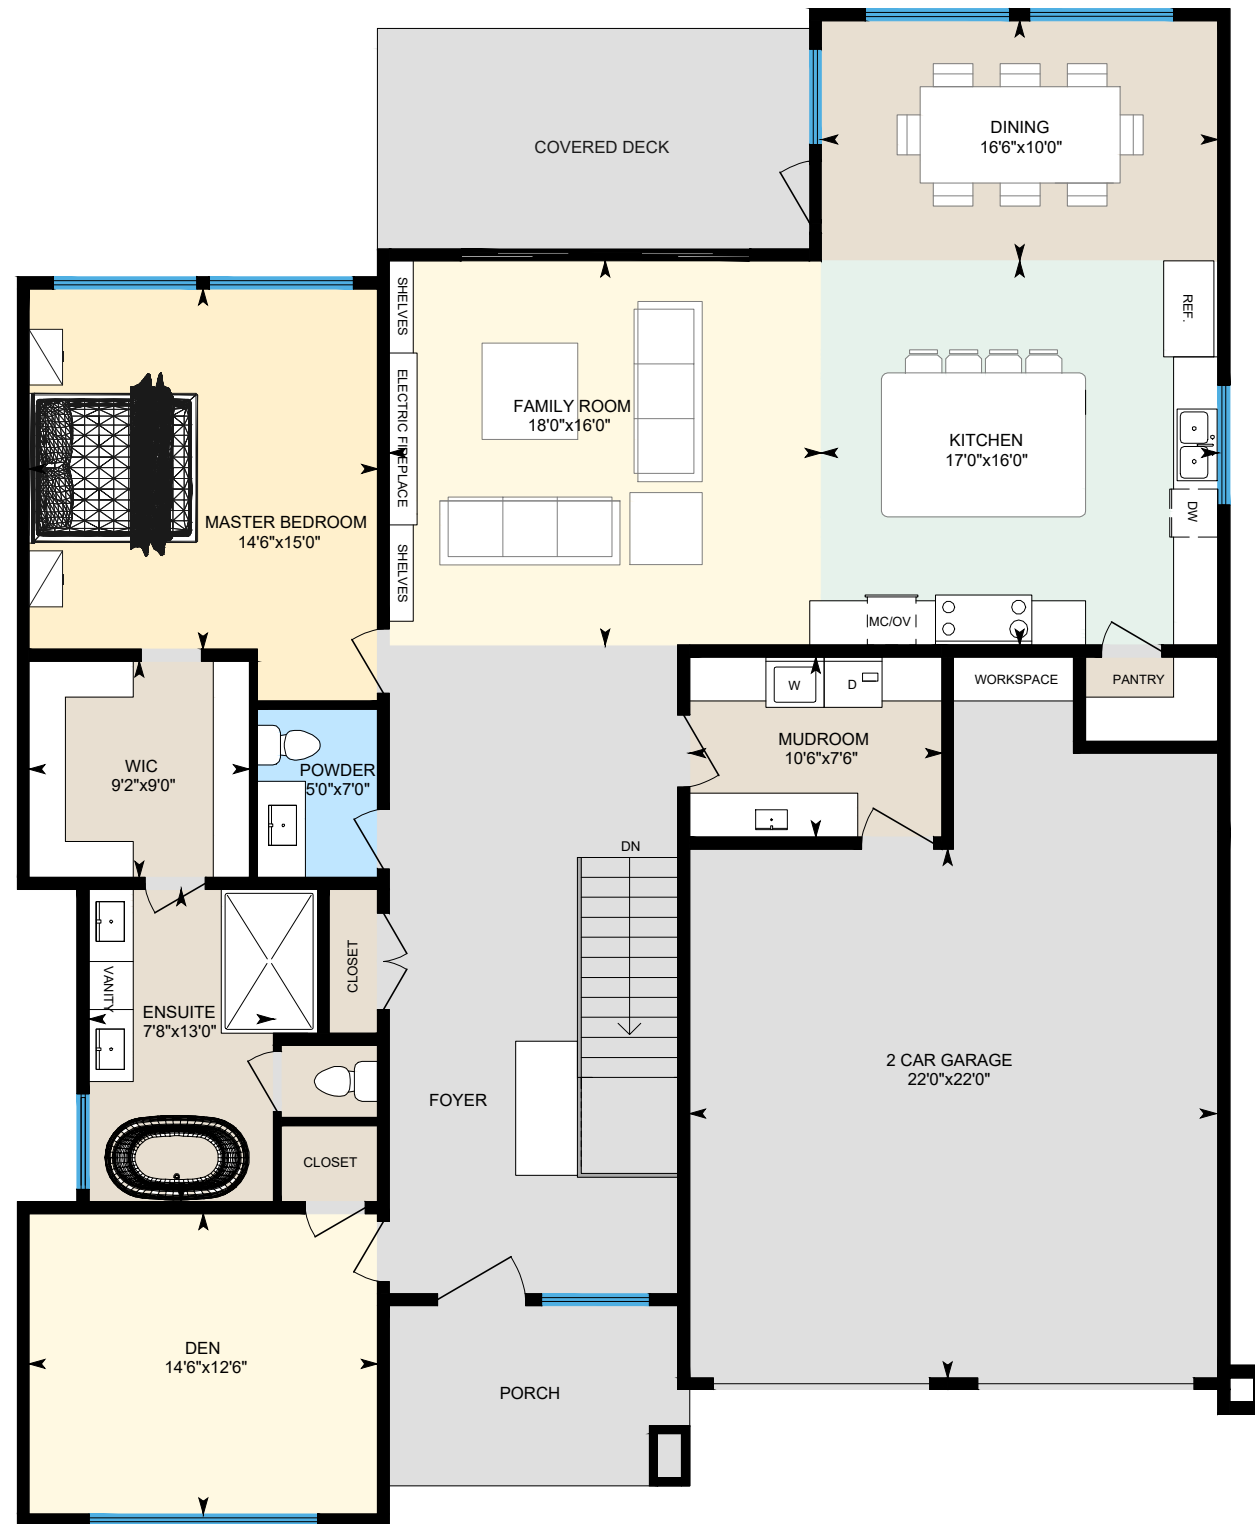 COVERED DECK
DINING
16'6"x10'0"
SHELVES
ELECTRIC FIREPLACE
SHELVES
FAMILY ROOM
18'0"x16'0"
REF.
KITCHEN
17'0"x16'0"
DW
MC/OV
MASTER BEDROOM
14'6"x15'0"
WIC
9'2"x9'0"
POWDER
5'0"x7'0"
W
D
MUDROOM
10'6"x7'6"
WORKSPACE
PANTRY
DN
CLOSET
VANITY
ENSUITE
7'8"x13'0"
FOYER
2 CAR GARAGE
22'0"x22'0"
CLOSET
DEN
14'6"x12'6"
PORCH